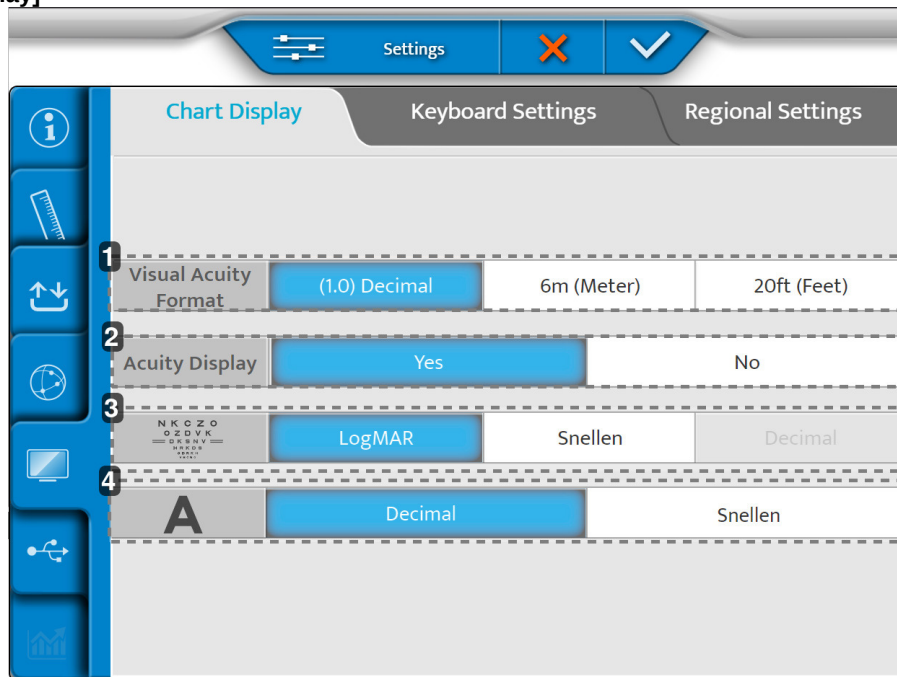 ay]
Settings
Chart Display
Keyboard Settings
Regional Settings
1
Visual Acuity
Format
(1.0) Decimal
6m (Meter)
20ft (Feet)
2
Acuity Display
Yes
No
3
N K C Z O
O Z D V K
D K S N V
LogMAR
Snellen
Decimal
4
A
Decimal
Snellen